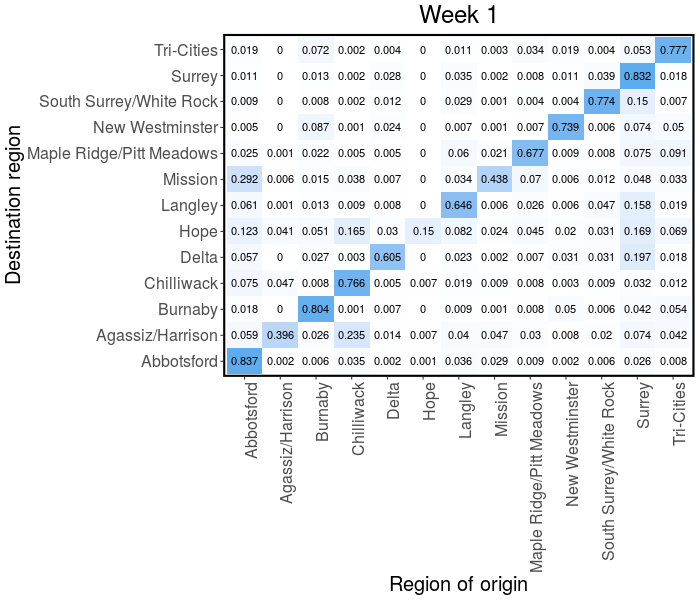 Week 1
Destination region
Tri-Cities 0.019 0 0.072 0.002 0.004 0 0.011 0.003 0.034 0.019 0.004 0.053 0.777
Surrey 0.011 0 0.013 0.002 0.028 0 0.035 0.002 0.008 0.011 0.039 0.832 0.018
South Surrey/White Rock 0.009 0 0.008 0.002 0.012 0 0.029 0.001 0.004 0.004 0.774 0.15 0.007
New Westminster 0.005 0 0.087 0.001 0.024 0 0.007 0.001 0.007 0.739 0.006 0.074 0.05
Maple Ridge/Pitt Meadows 0.025 0.001 0.022 0.005 0.005 0 0.06 0.021 0.677 0.009 0.008 0.075 0.091
Mission 0.292 0.006 0.015 0.038 0.007 0 0.034 0.438 0.07 0.006 0.012 0.048 0.033
Langley 0.061 0.001 0.013 0.009 0.008 0 0.646 0.006 0.026 0.006 0.047 0.158 0.019
Hope 0.123 0.041 0.051 0.165 0.03 0.15 0.082 0.024 0.045 0.02 0.031 0.169 0.069
Delta 0.057 0 0.027 0.003 0.605 0 0.023 0.002 0.007 0.031 0.031 0.197 0.018
Chilliwack 0.075 0.047 0.008 0.766 0.005 0.007 0.019 0.009 0.008 0.003 0.009 0.032 0.012
Burnaby 0.018 0 0.804 0.001 0.007 0 0.009 0.001 0.008 0.05 0.006 0.042 0.054
Agassiz/Harrison 0.059 0.396 0.026 0.235 0.014 0.007 0.04 0.047 0.03 0.008 0.02 0.074 0.042
Abbotsford 0.837 0.002 0.006 0.035 0.002 0.001 0.036 0.029 0.009 0.002 0.006 0.026 0.008
Abbotsford
Agassiz/Harrison
Burnaby
Chilliwack
Delta
Hope
Langley
Mission
Maple Ridge/Pitt Meadows
New Westminster
South Surrey/White Rock
Surrey
Tri-Cities
Region of origin